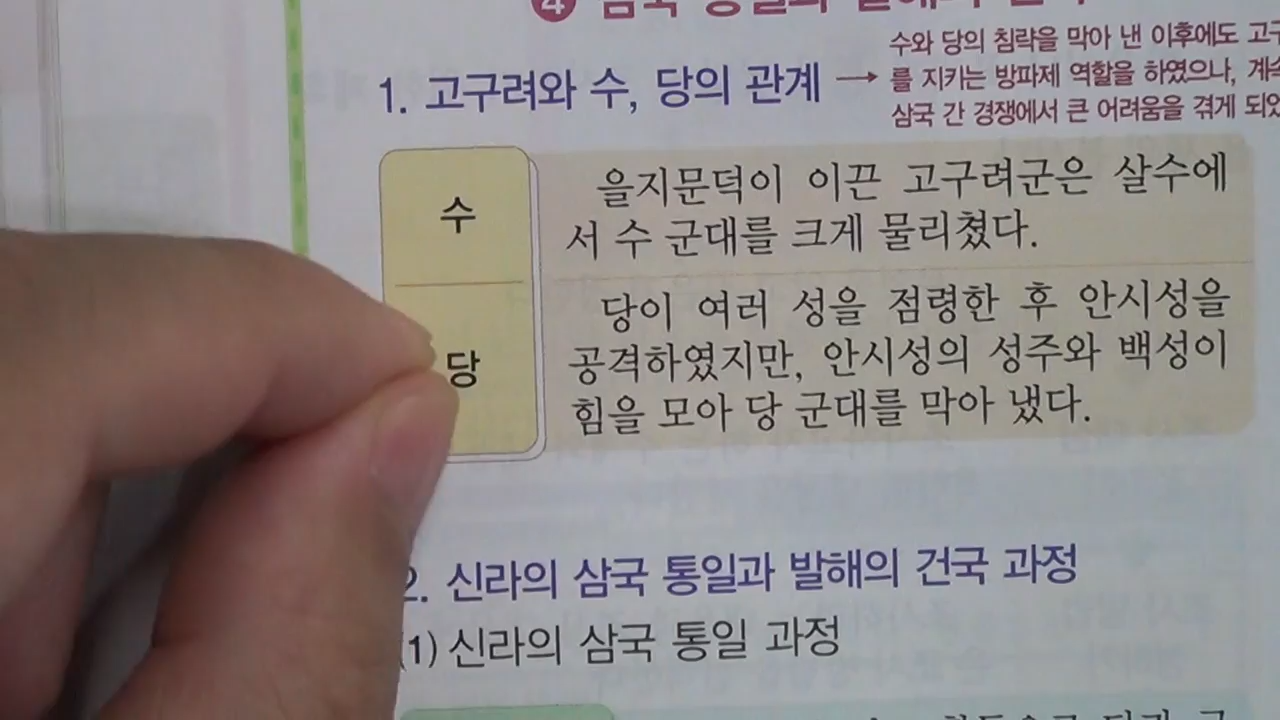 1. 고구려와 수, 당의 관계 →
수와 당의 침략을 막아 낸 이후에도
를 지키는 방파제 역할을 하였으나,
삼국 간 경쟁에서 큰 어려움을 겪게
수
을지문덕이 이끈 고구려군은 살수에
서 수 군대를 크게 물리쳤다.
당
당이 여러 성을 점령한 후 안시성을
공격하였지만, 안시성의 성주와 백성이
힘을 모아 당 군대를 막아 냈다.
2. 신라의 삼국 통일과 발해의 건국 과정
(1) 신라의 삼국 통일 과정